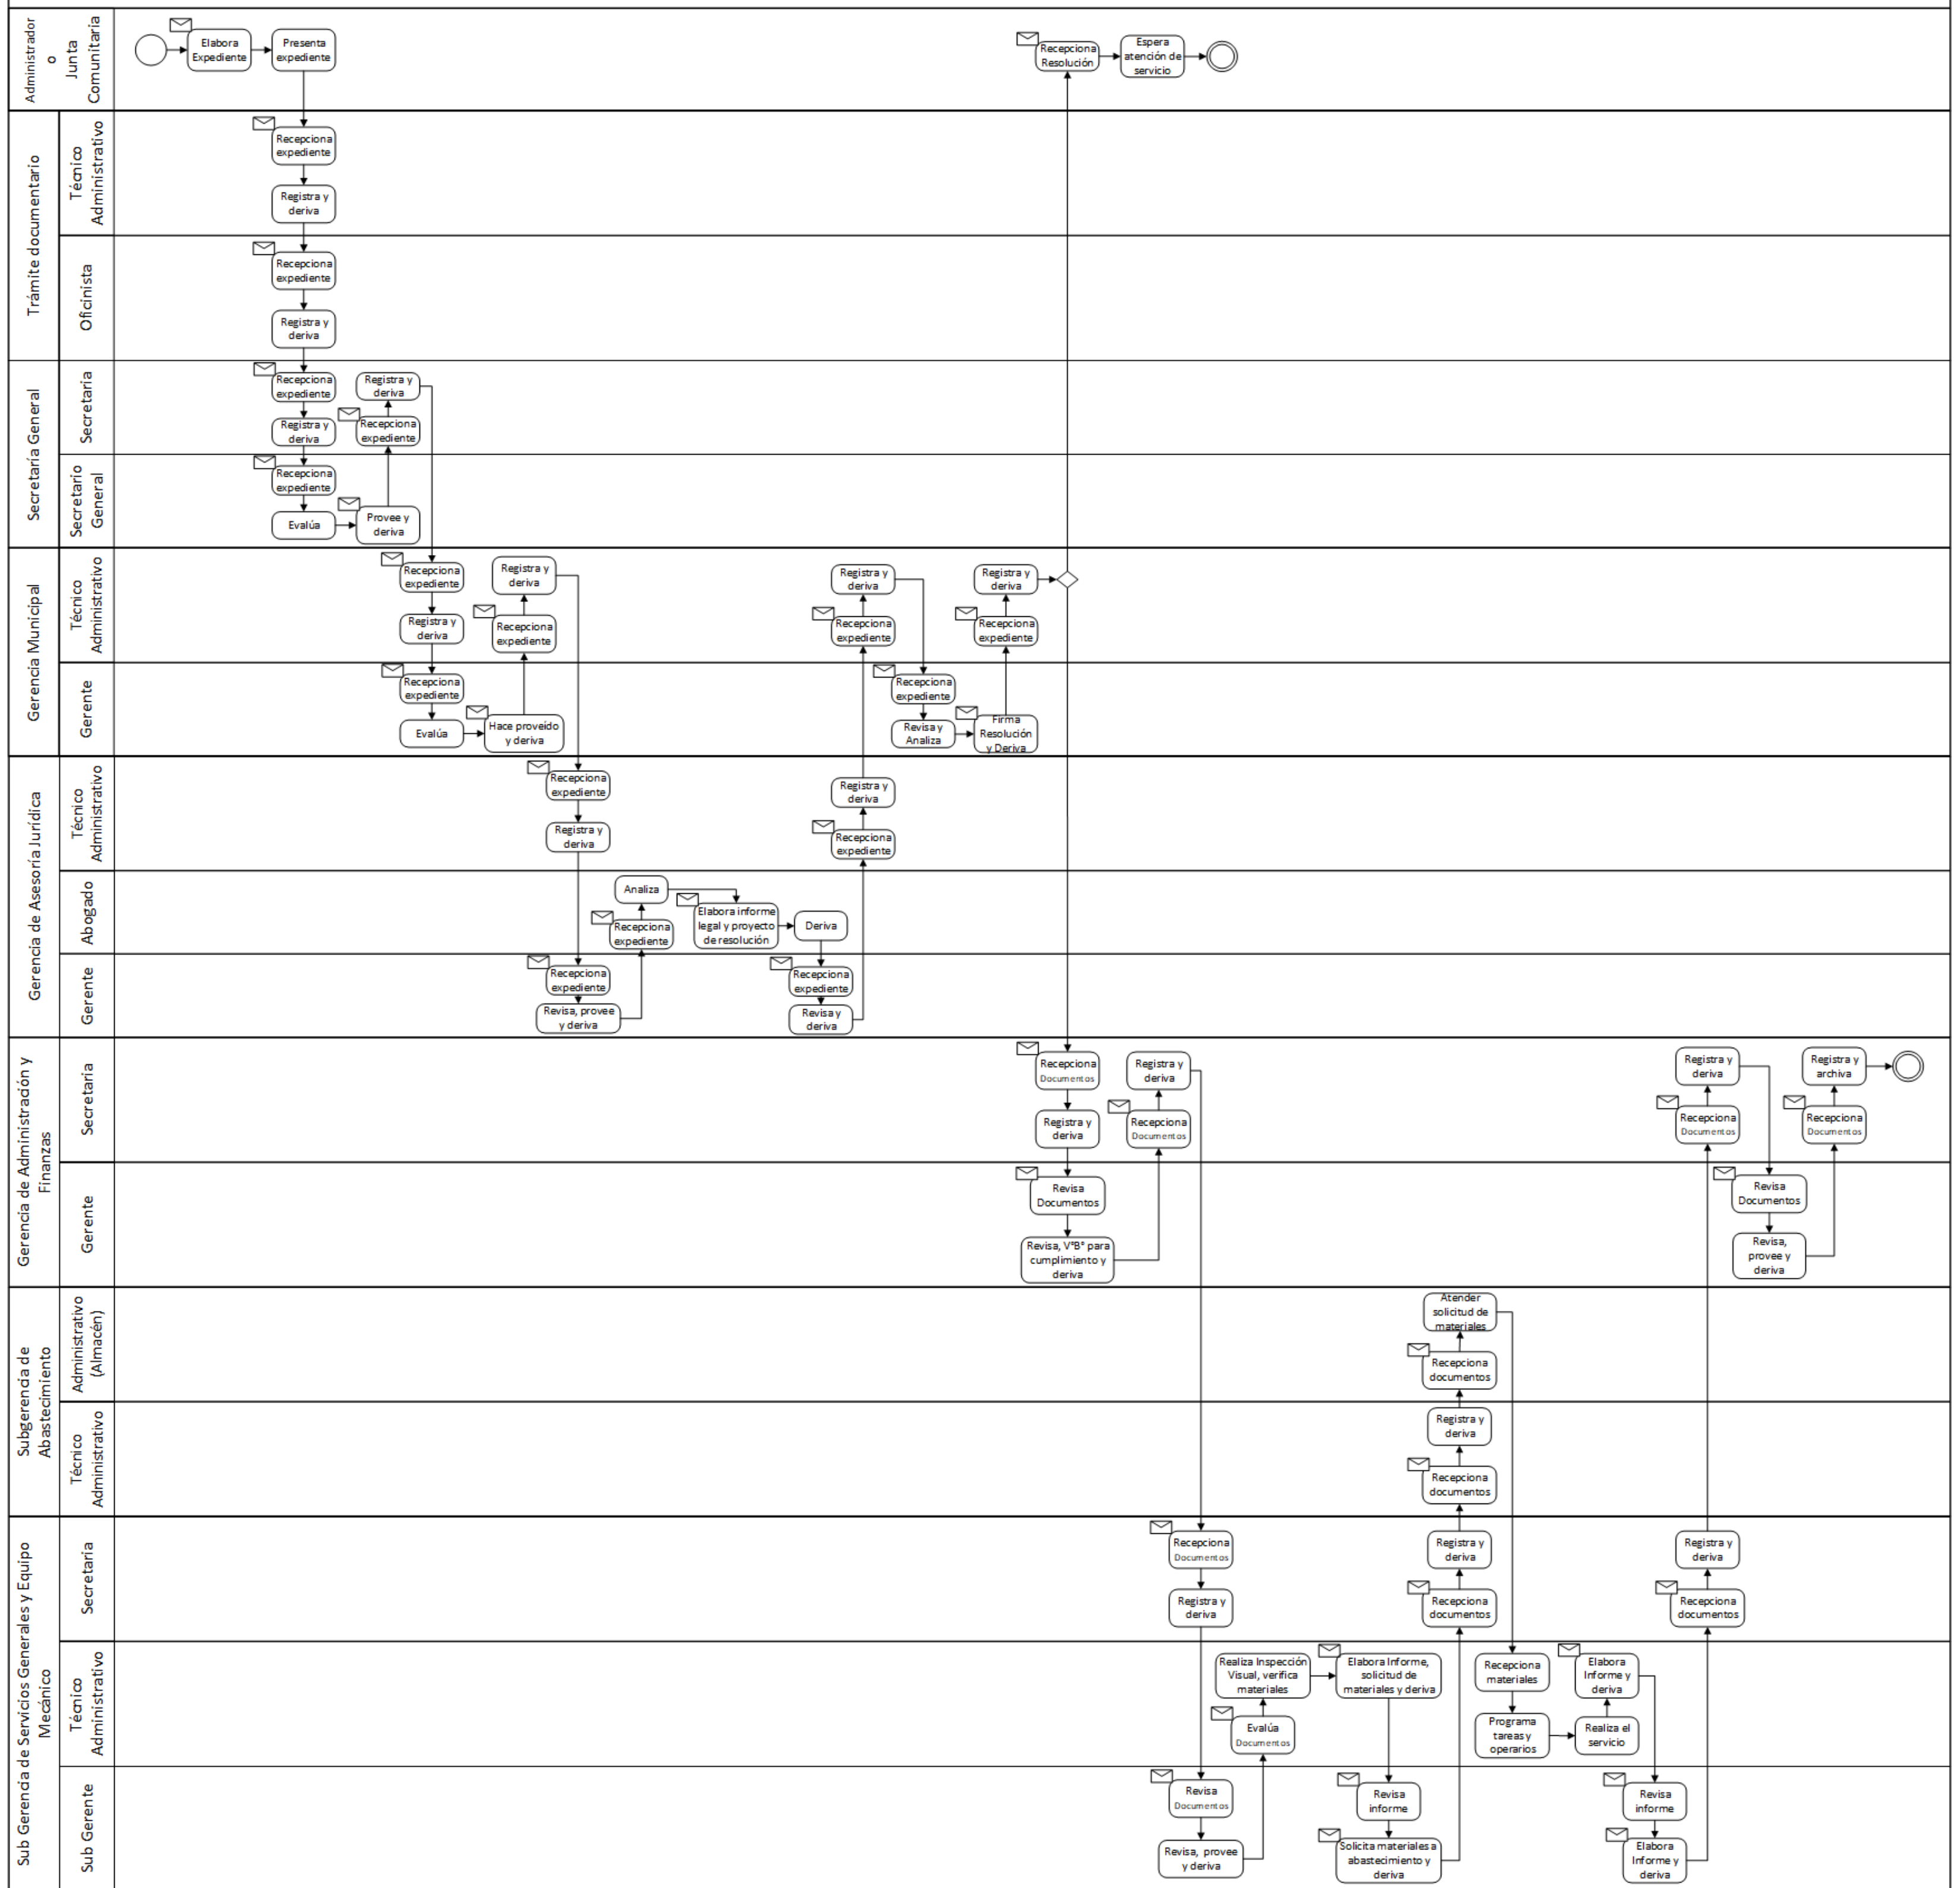 Administrador
o
Junta
Comunitaria
Elabora
Expediente
Presenta
expediente
Recepciona
Resolución
Espera
atención de
servicio
Trámite documentario
Técnico
Administrativo
Recepciona
expediente
Registra y
deriva
Oficinista
Recepciona
expediente
Registra y
deriva
Secretaría General
Secretaria
Recepciona
expediente
Registra y
deriva
Registra y
deriva
Recepciona
expediente
Secretario
General
Recepciona
expediente
Evalúa
Provee y
deriva
Gerencia Municipal
Técnico
Administrativo
Recepciona
expediente
Registra y
deriva
Registra y
deriva
Recepciona
expediente
Registra y
deriva
Recepciona
expediente
Registra y
deriva
Recepciona
expediente
Gerente
Recepciona
expediente
Evalúa
Hace proveído
y deriva
Recepciona
expediente
Revisa y
Analiza
Firma
Resolución
y Deriva
Gerencia de Asesoría Jurídica
Técnico
Administrativo
Recepciona
expediente
Registra y
deriva
Registra y
deriva
Recepciona
expediente
Abogado
Analiza
Recepciona
expediente
Elabora informe
legal y proyecto
de resolución
Deriva
Gerente
Recepciona
expediente
Revisa, provee
y deriva
Recepciona
expediente
Revisa y
deriva
Gerencia de Administración y
Finanzas
Secretaria
Recepciona
Documentos
Registra y
deriva
Registra y
deriva
Recepciona
Documentos
Registra y
deriva
Recepciona
Documentos
Registra y
archiva
Recepciona
Documentos
Gerente
Revisa
Documentos
Revisa, V°B° para
cumplimiento y
deriva
Revisa
Documentos
Revisa,
provee y
deriva
Subgerencia de
Abastecimiento
Administrativo
(Almacén)
Atender
solicitud de
materiales
Recepciona
documentos
Técnico
Administrativo
Registra y
deriva
Recepciona
documentos
Sub Gerencia de Servicios Generales y Equipo
Mecánico
Secretaria
Recepciona
Documentos
Registra y
deriva
Registra y
deriva
Recepciona
documentos
Registra y
deriva
Recepciona
documentos
Técnico
Administrativo
Realiza Inspección
Visual, verifica
materiales
Evalúa
Documentos
Elabora Informe,
solicitud de
materiales y deriva
Recepciona
materiales
Programa
tareas y
operarios
Elabora
Informe y
deriva
Realiza el
servicio
Sub Gerente
Revisa
Documentos
Revisa, provee
y deriva
Revisa
informe
Solicita materiales a
abastecimiento y
deriva
Revisa
informe
Elabora
Informe y
deriva